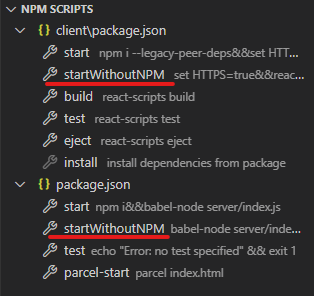 NPM SCRIPTS
{} client\package.json
start npm i --legacy-peer-deps&&set HTT...
startWithoutNPM set HTTPS=true&&reac...
build react-scripts build
test react-scripts test
eject react-scripts eject
install install dependencies from package
{} package.json
start npm i&&babel-node server/index.js
startWithoutNPM babel-node server/inde...
test echo "Error: no test specified" && exit 1
parcel-start parcel index.html